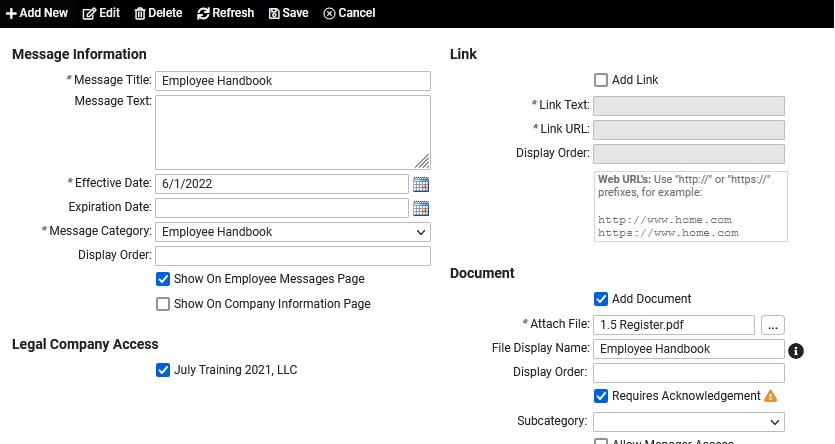 Add New Edit Delete Refresh Save Cancel
Message Information
* Message Title: Employee Handbook
Message Text:
* Effective Date: 6/1/2022
Expiration Date:
* Message Category: Employee Handbook
Display Order:
Show On Employee Messages Page
Show On Company Information Page
Legal Company Access
July Training 2021, LLC
Link
Add Link
* Link Text:
* Link URL:
Display Order:
Web URL's: Use "http://" or "https://"
prefixes, for example:
http://www.home.com
https://www.home.com
Document
Add Document
* Attach File: 1.5 Register.pdf ...
File Display Name: Employee Handbook
Display Order:
Requires Acknowledgement
Subcategory:
Allow Manager Access